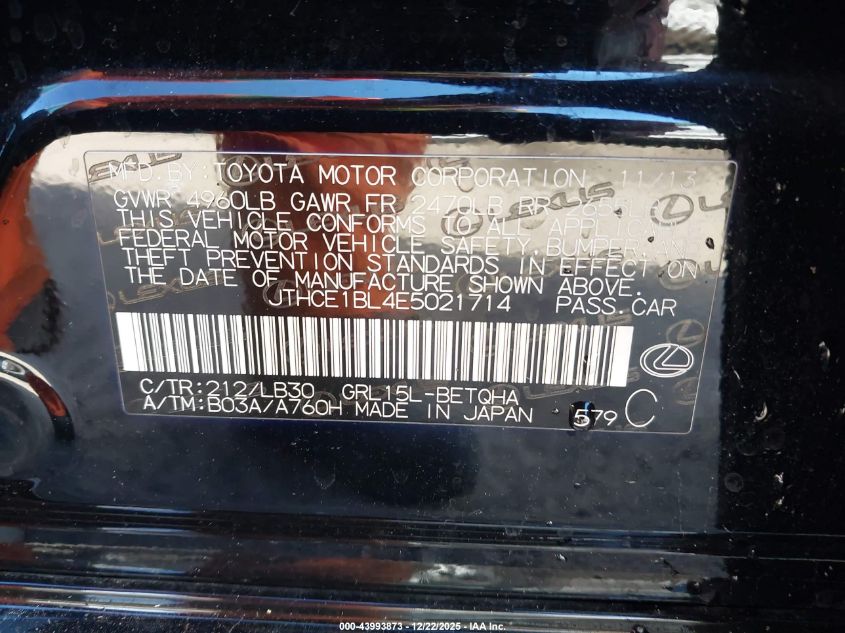 MFD. BY: TOYOTA MOTOR CORPORATION 11/13
GVWR 4960LB GAWR FR 2470LB RR
THIS VEHICLE CONFORMS TO ALL
FEDERAL MOTOR VEHICLE SAFETY, BUMPER
THEFT PREVENTION STANDARDS IN EFFECT ON
THE DATE OF MANUFACTURE SHOWN ABOVE.
JTHCE1BL4E5021714 PASS.CAR
C/TR:212/LB30 GRL15L-BETQHA
A/TM:B03A/A760H MADE IN JAPAN 579 C
LEXUS
000-43993873 - 12/22/2025 - IAA Inc.